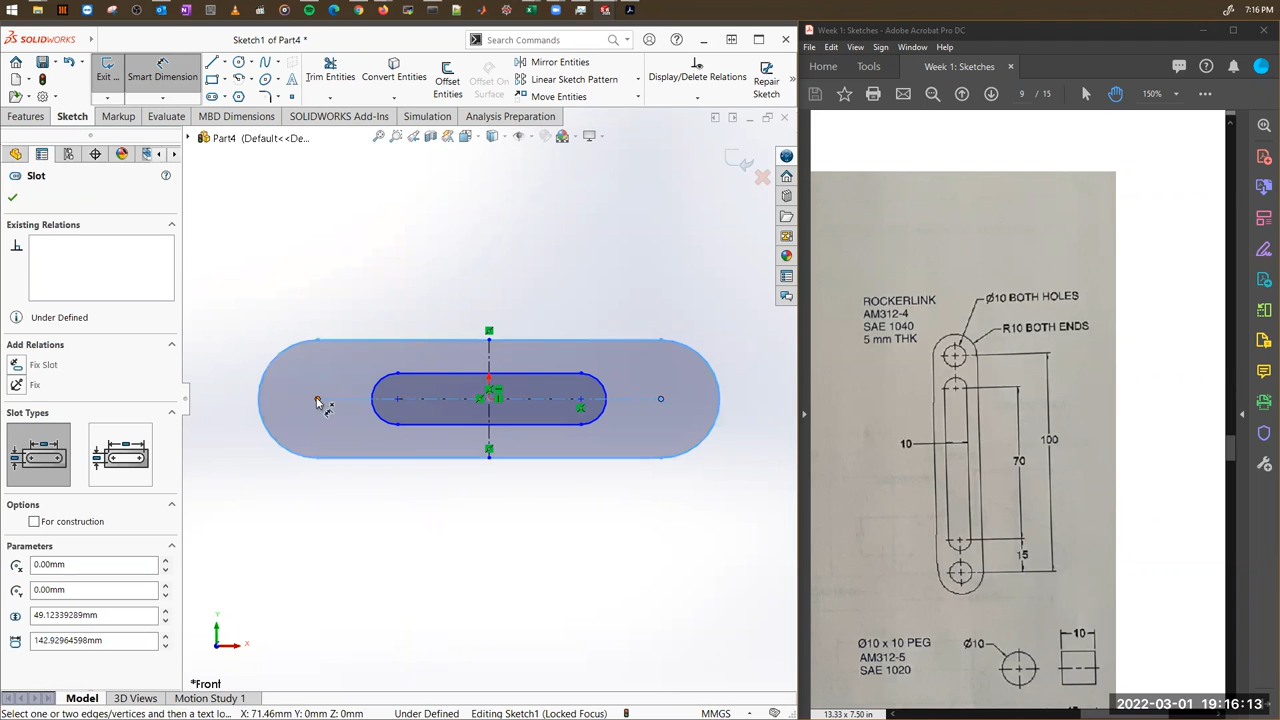 7:16 PM
SOLIDWORKS
Sketch1 of Part4 *
Search Commands
Exit ...
Smart Dimension
Trim Entities
Convert Entities
Offset Entities
Offset On Surface
Mirror Entities
Linear Sketch Pattern
Move Entities
Display/Delete Relations
Repair Sketch
Features
Sketch
Markup
Evaluate
MBD Dimensions
SOLIDWORKS Add-Ins
Simulation
Analysis Preparation
Part4 (Default<<De...
Slot
Existing Relations
Under Defined
Add Relations
Fix Slot
Fix
Slot Types
Options
For construction
Parameters
0.00mm
0.00mm
49.12339289mm
142.92964598mm
Y
X
*Front
Model
3D Views
Motion Study 1
Select one or two edges/vertices and then a text lo...
X: 71.46mm Y: 0mm Z: 0mm
Under Defined
Editing Sketch1 (Locked Focus)
MMGS
Week 1: Sketches - Adobe Acrobat Pro DC
File Edit View Sign Window Help
Home
Tools
Week 1: Sketches
9 / 15
150%
ROCKERLINK
AM312-4
SAE 1040
5 mm THK
Ø10 BOTH HOLES
R10 BOTH ENDS
10
100
70
15
Ø10 x 10 PEG
AM312-5
SAE 1020
Ø10
10
13.33 x 7.50 in
2022-03-01 19:16:13